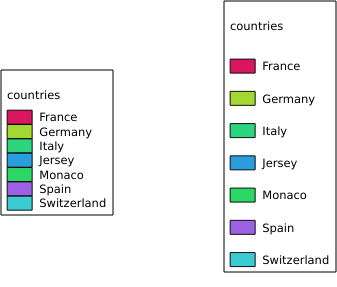 countries
France
Germany
Italy
Jersey
Monaco
Spain
Switzerland
countries
France
Germany
Italy
Jersey
Monaco
Spain
Switzerland